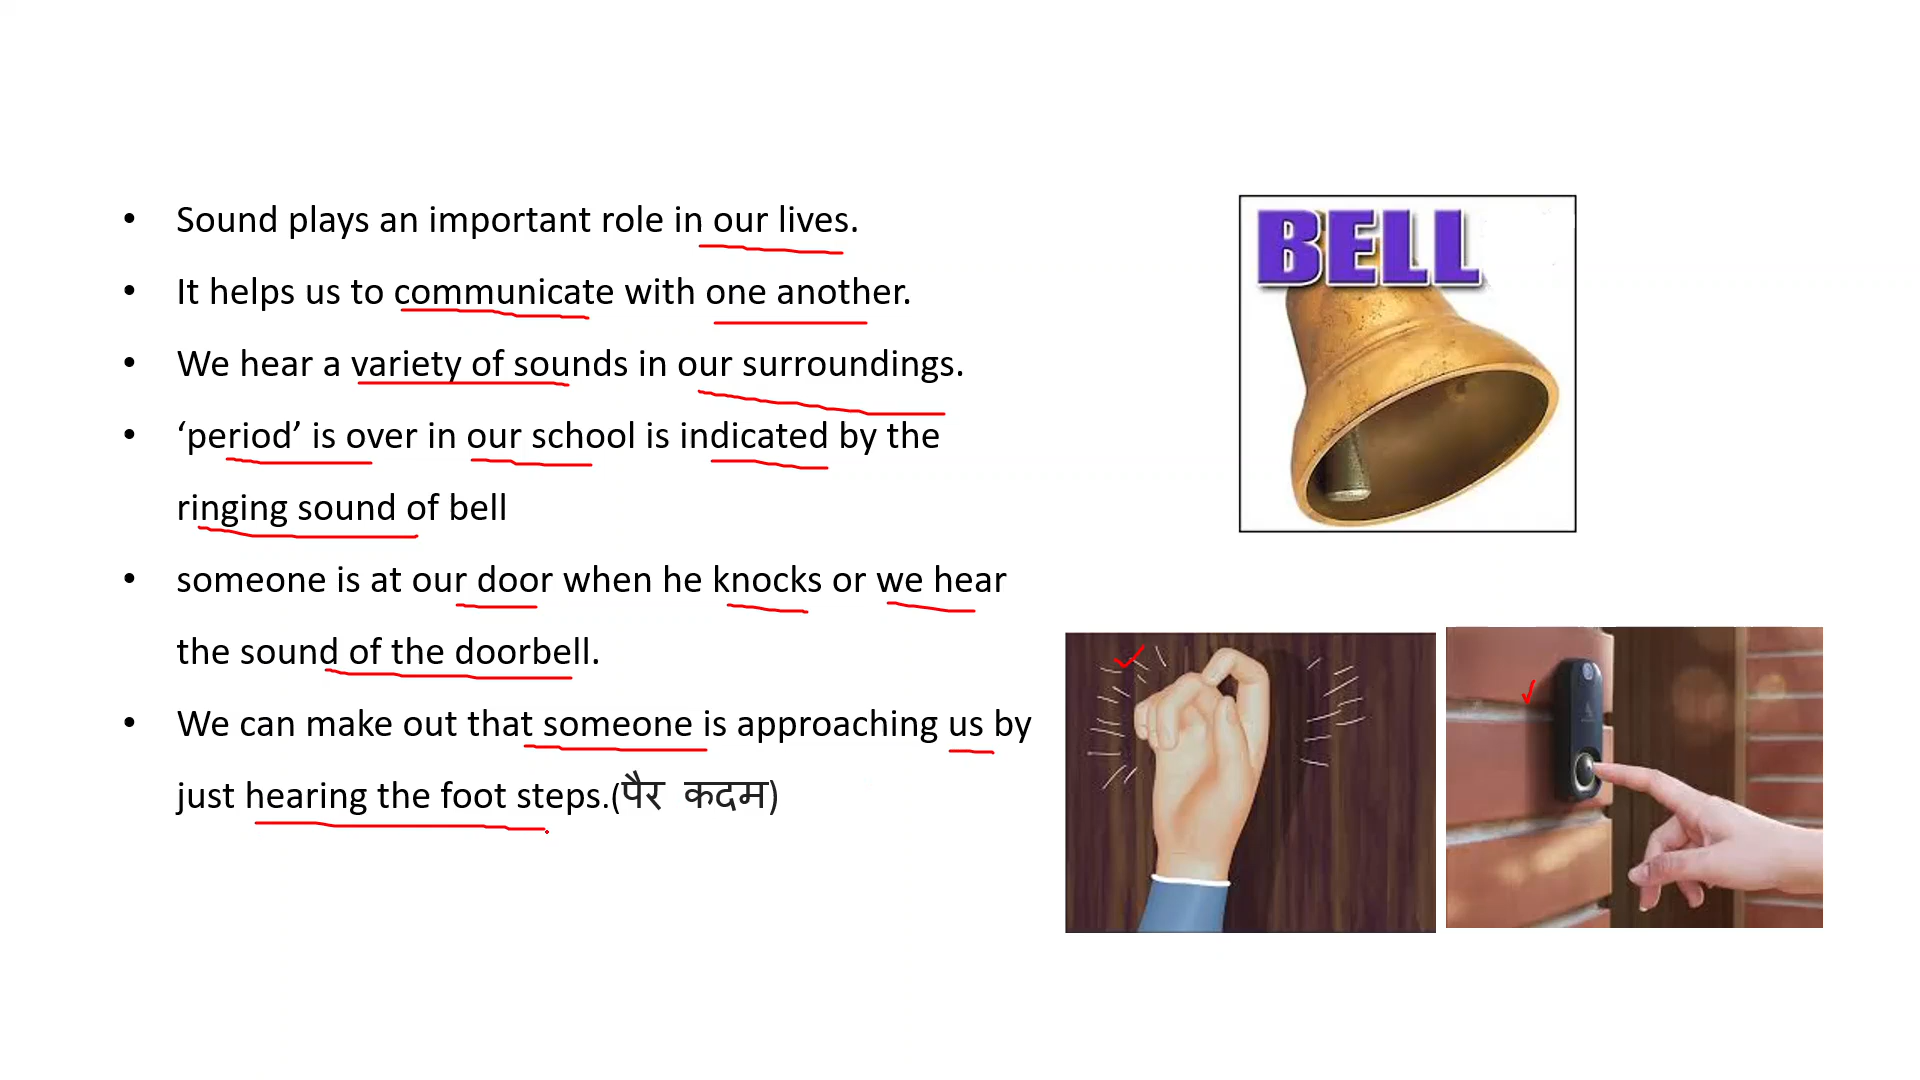 • Sound plays an important role in our lives.
• It helps us to communicate with one another.
• We hear a variety of sounds in our surroundings.
• ‘period’ is over in our school is indicated by the
ringing sound of bell
• someone is at our door when he knocks or we hear
the sound of the doorbell.
• We can make out that someone is approaching us by
just hearing the foot steps.(पैर कदम)
BELL